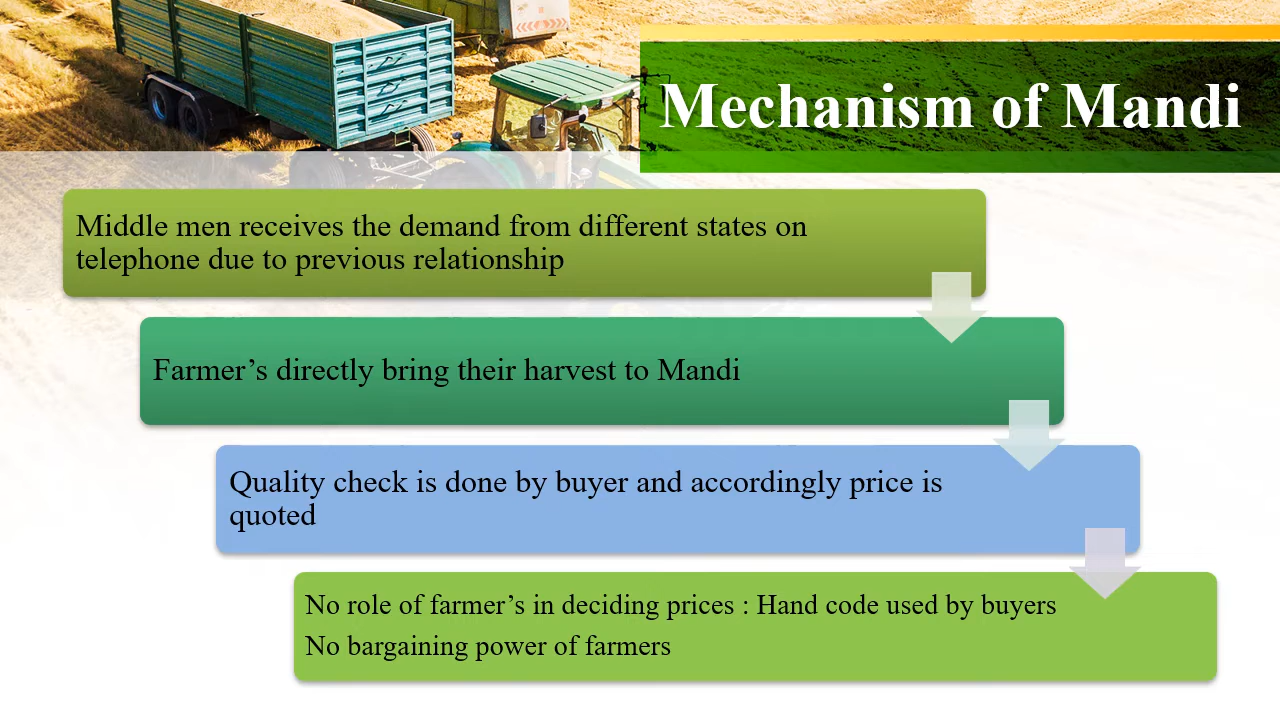 Mechanism of Mandi
Middle men receives the demand from different states on
telephone due to previous relationship
Farmer’s directly bring their harvest to Mandi
Quality check is done by buyer and accordingly price is
quoted
No role of farmer’s in deciding prices : Hand code used by buyers
No bargaining power of farmers